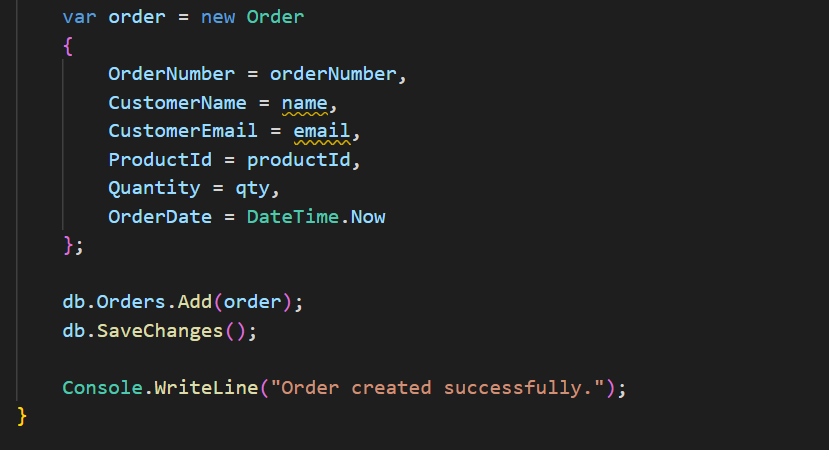 var order = new Order
{
OrderNumber = orderNumber,
CustomerName = name,
CustomerEmail = email,
ProductId = productId,
Quantity = qty,
OrderDate = DateTime.Now
};
db.Orders.Add(order);
db.SaveChanges();
Console.WriteLine("Order created successfully.");
}